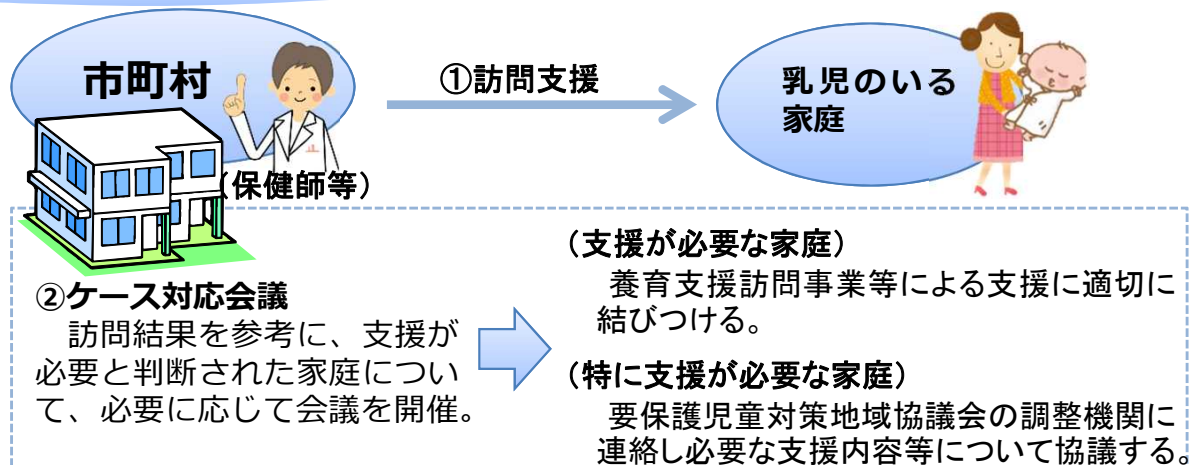 市町村
(保健師等)
①訪問支援
乳児のいる
家庭
②ケース対応会議
訪問結果を参考に、支援が
必要と判断された家庭につい
て、必要に応じて会議を開催。
(支援が必要な家庭)
養育支援訪問事業等による支援に適切に
結びつける。
(特に支援が必要な家庭)
要保護児童対策地域協議会の調整機関に
連絡し必要な支援内容等について協議する。